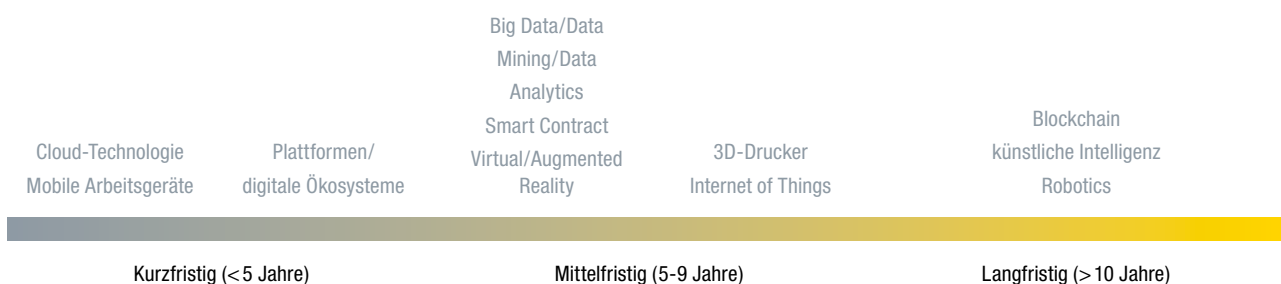 Cloud-Technologie
Mobile Arbeitsgeräte
Plattformen/
digitale Ökosysteme
Big Data/Data
Mining/Data
Analytics
Smart Contract
Virtual/Augmented
Reality
3D-Drucker
Internet of Things
Blockchain
künstliche Intelligenz
Robotics
Kurzfristig (<5 Jahre)
Mittelfristig (5-9 Jahre)
Langfristig (>10 Jahre)